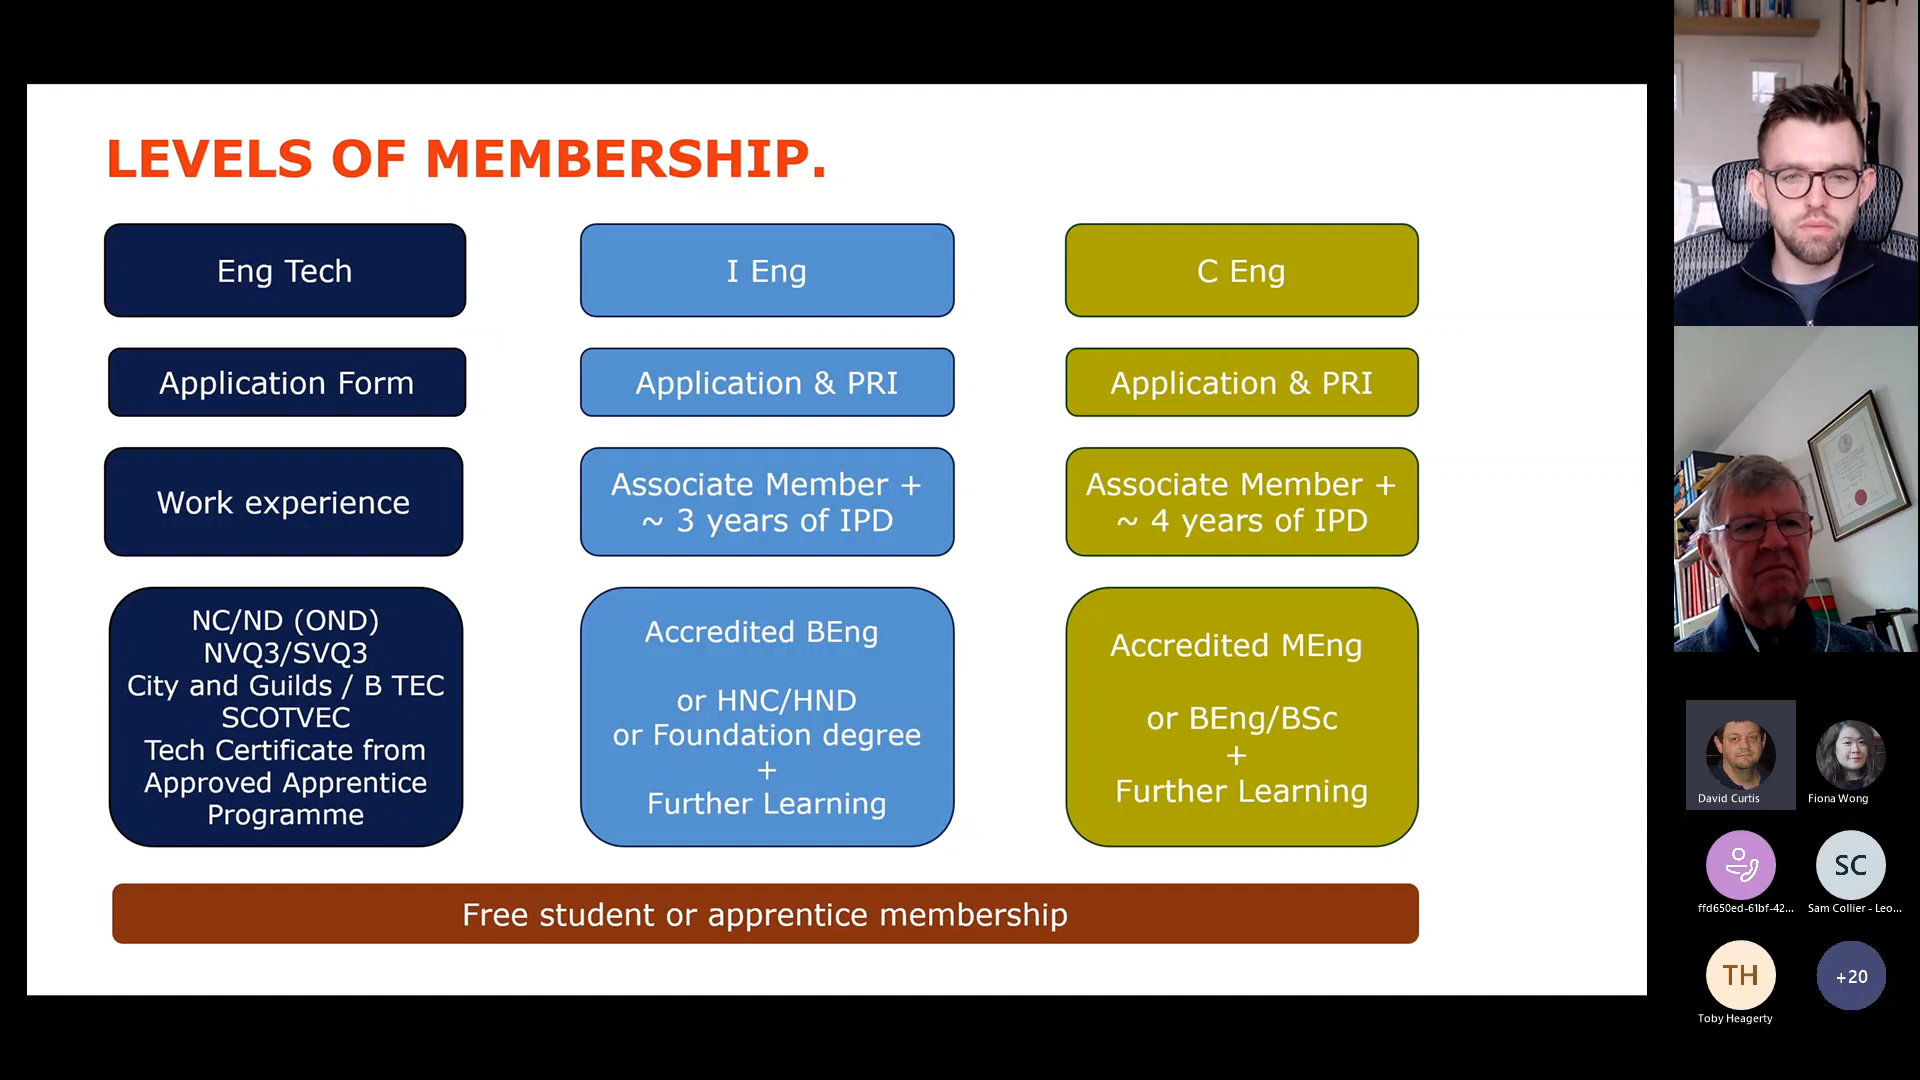 LEVELS OF MEMBERSHIP.
Eng Tech
I Eng
C Eng
Application Form
Application & PRI
Application & PRI
Work experience
Associate Member +
~ 3 years of IPD
Associate Member +
~ 4 years of IPD
NC/ND (OND)
NVQ3/SVQ3
City and Guilds / B TEC
SCOTVEC
Tech Certificate from
Approved Apprentice
Programme
Accredited BEng
or HNC/HND
or Foundation degree
+
Further Learning
Accredited MEng
or BEng/BSc
+
Further Learning
Free student or apprentice membership
David Curtis
Fiona Wong
ffd650ed-61bf-42...
SC
Sam Collier - Leo...
TH
Toby Heagerty
+20